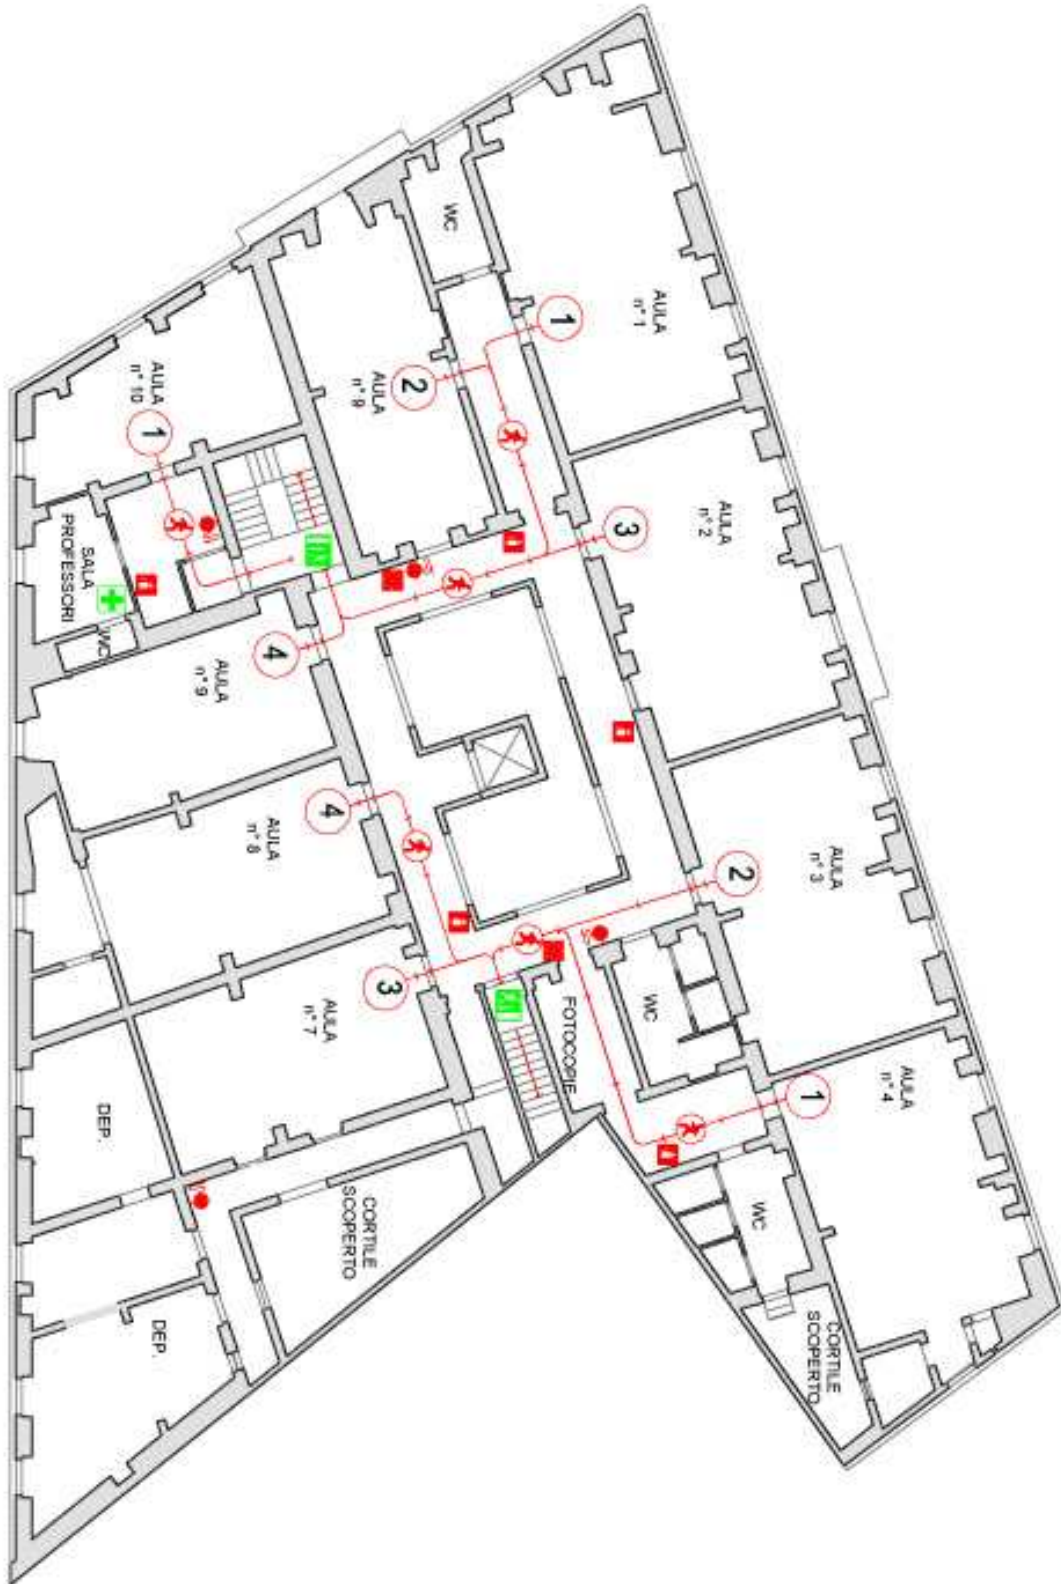 AULA
n° 1
WC
1
2
AULA
n° 9
AULA
n° 10
1
AULA
n° 2
3
SALA
PROFESSORI
WC
4
AULA
n° 9
AULA
n° 3
2
4
AULA
n° 8
3
AULA
n° 7
FOTOCOPIE
WC
AULA
n° 4
1
DEP.
WC
CORTILE
SCOPERTO
CORTILE
SCOPERTO
DEP.